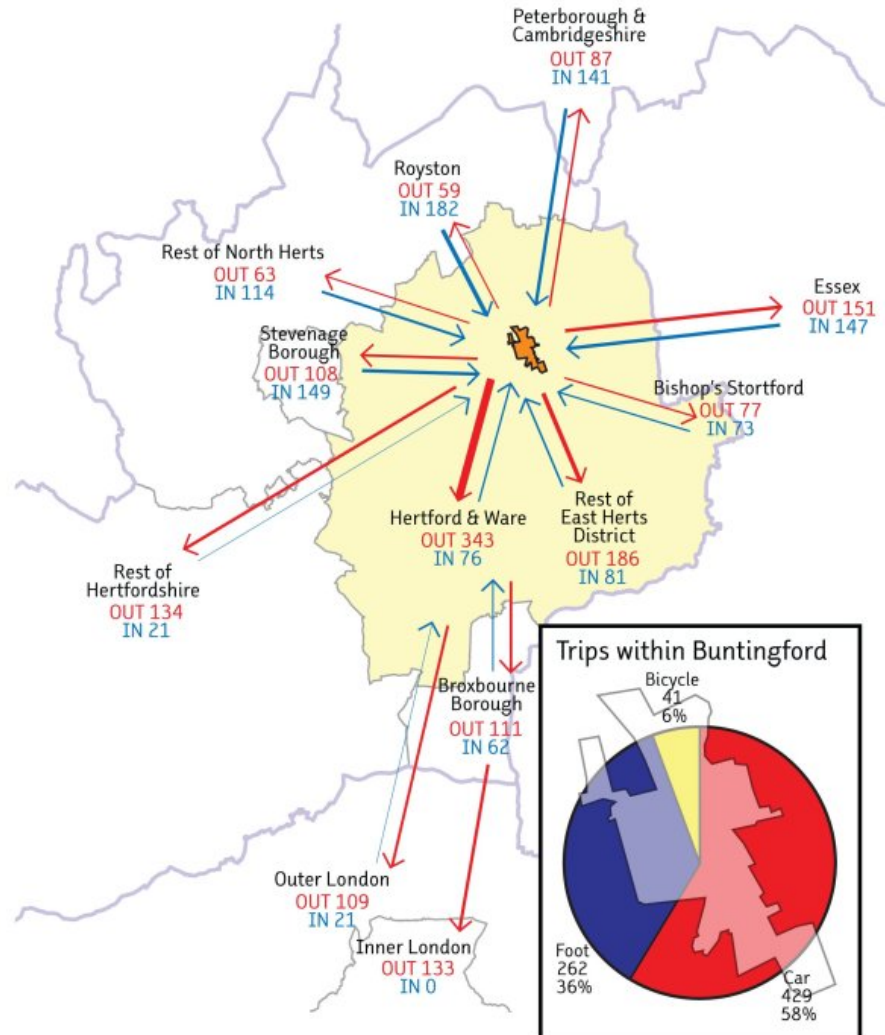 Peterborough &
Cambridgeshire
OUT 87
IN 141
Royston
OUT 59
IN 182
Rest of North Herts
OUT 63
IN 114
Essex
OUT 151
IN 147
Stevenage
Borough
OUT 108
IN 149
Bishop's Stortford
OUT 77
IN 73
Hertford & Ware
OUT 343
IN 76
Rest of
East Herts
District
OUT 186
IN 81
Rest of
Hertfordshire
OUT 134
IN 21
Broxbourne
Borough
OUT 111
IN 62
Outer London
OUT 109
IN 21
Inner London
OUT 133
IN 0
Trips within Buntingford
Bicycle
41
6%
Foot
262
36%
Car
429
58%